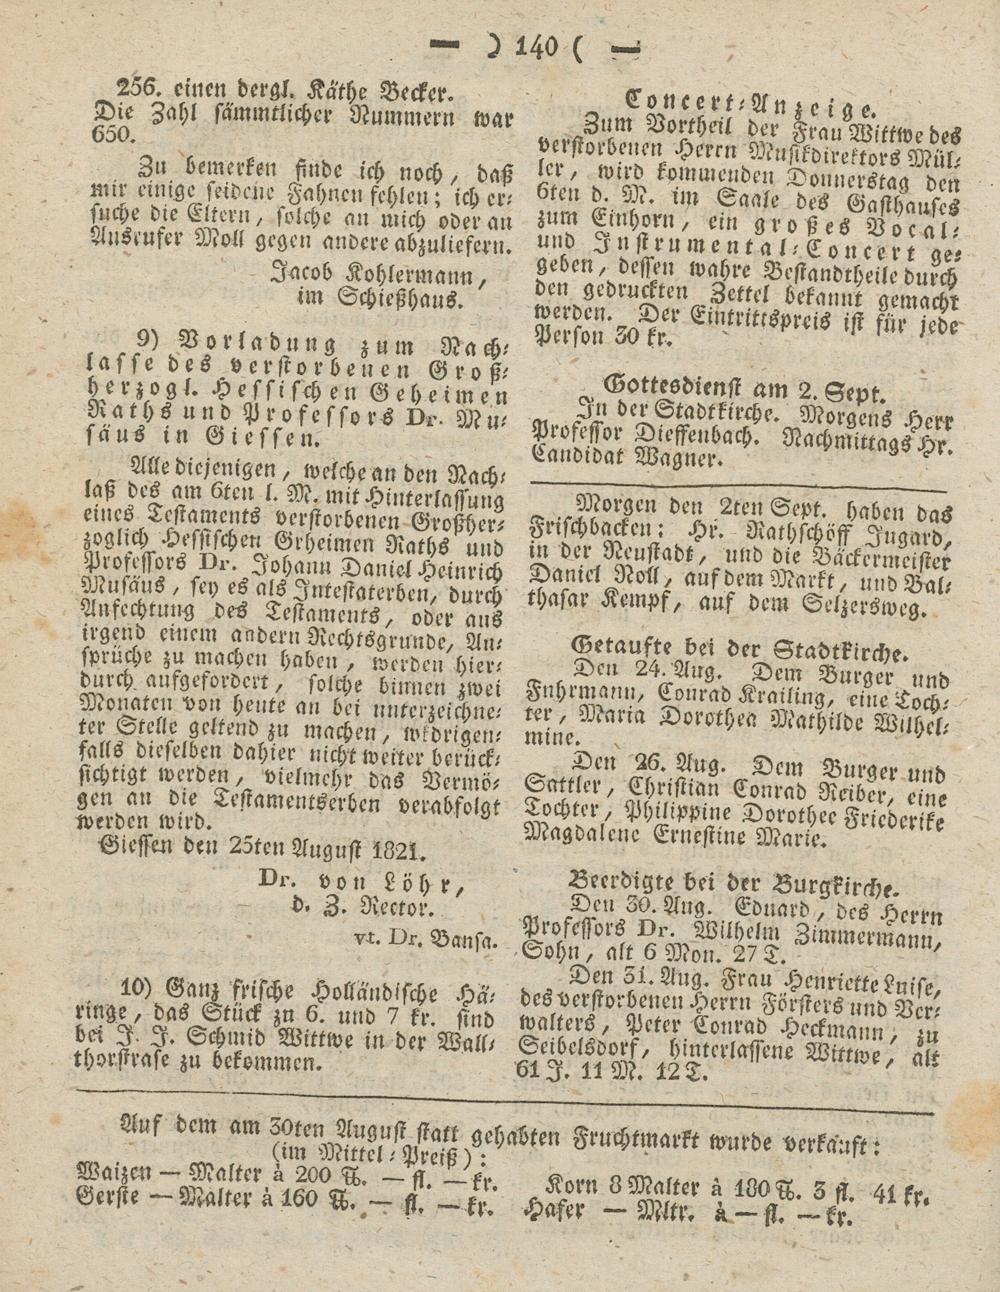 — ) 140 ( —
256. einen dergl. Käthe Becker.
Die Zahl sämmtlicher Nummern war
650.
Zu bemerken finde ich noch, daß
mir einige seidene Fahnen fehlen; ich er-
suche die Eltern, solche an mich oder an
Ausrufer Moll gegen andere abzuliefern.
Jacob Kohlermann,
im Schießhaus.
9) Vorladung zum Nach-
lasse des verstorbenen Groß-
herzogl. Hessischen Geheimen
Raths und Professors Dr. Mu-
säus in Giessen.
Alle diejenigen, welche an den Nach-
laß des am 6ten l. M. mit Hinterlassung
eines Testaments verstorbenen Großher-
zoglich Hessischen Grheimen Raths und
Professors Dr. Johann Daniel Heinrich
Musäus, sey es als Intestaterben, durch
Anfechtung des Testaments, oder aus
irgend einem andern Rechtsgrunde, An-
sprüche zu machen haben, werden hier-
durch aufgefordert, solche binnen zwei
Monaten von heute an bei unterzeichne-
ter Stelle geltend zu machen, widrigen-
falls dieselben dahier nicht weiter berück-
sichtigt werden, vielmehr das Vermö-
gen an die Testamentserben verabfolgt
werden wird.
Giessen den 25ten August 1821.
Dr. von Löhr,
d. Z. Rector.
vt. Dr. Bansa.
10) Ganz frische Holländische Hä-
ringe, das Stück zu 6. und 7 kr. sind
bei J. J. Schmid Wittwe in der Wall-
thorstrase zu bekommen.
Concert-Anzeige.
Zum Vortheil der Frau Wittwe des
verstorbenen Herrn Musikdirektors Mül-
ler, wird kommenden Donnerstag den
6ten d. M. im Saale des Gasthauses
zum Einhorn, ein großes Vocal-
und Instrumental-Concert ge-
geben, dessen wahre Bestandtheile durch
den gedruckten Zettel bekannt gemacht
werden. Der Eintrittspreis ist für jede
Person 30 kr.
Gottesdienst am 2. Sept.
In der Stadtkirche. Morgens Herr
Professor Dieffenbach. Nachmittags Hr.
Candidat Wagner.
Morgen den 2ten Sept. haben das
Frischbacken: Hr. Rathschöff Jugard,
in der Neustadt, und die Bäckermeister
Daniel Noll, auf dem Markt, und Bal-
thasar Kempf, auf dem Selzersweg.
Getaufte bei der Stadtkirche.
Den 24. Aug. Dem Burger und
Fuhrmann, Conrad Krailing, eine Toch-
ter, Maria Dorothea Mathilde Wilhel-
mine.
Den 26. Aug. Dem Burger und
Sattler, Christian Conrad Reiber, eine
Tochter, Philippine Dorothee Friederike
Magdalene Ernestine Marie.
Beerdigte bei der Burgkirche.
Den 30. Aug. Eduard, des Herrn
Professors Dr. Wilhelm Zimmermann,
Sohn, alt 6 Mon. 27 T.
Den 31. Aug. Frau Henriette Luise,
des verstorbenen Herrn Försters und Ver-
walters, Peter Conrad Heckmann, zu
Seibelsdorf, hinterlassene Wittwe, alt
61 J. 11 M. 12 T.
Auf dem am 30ten August statt gehabten Fruchtmarkt wurde verkauft:
(im Mittel-Preiß):
Waizen — Malter à 200 ℔. — fl. — kr.
Gerste — Malter à 160 ℔. — fl. — kr.
Korn 8 Malter à 180 ℔. 3 fl. 41 kr.
Hafer — Mltr. à — fl. — kr.